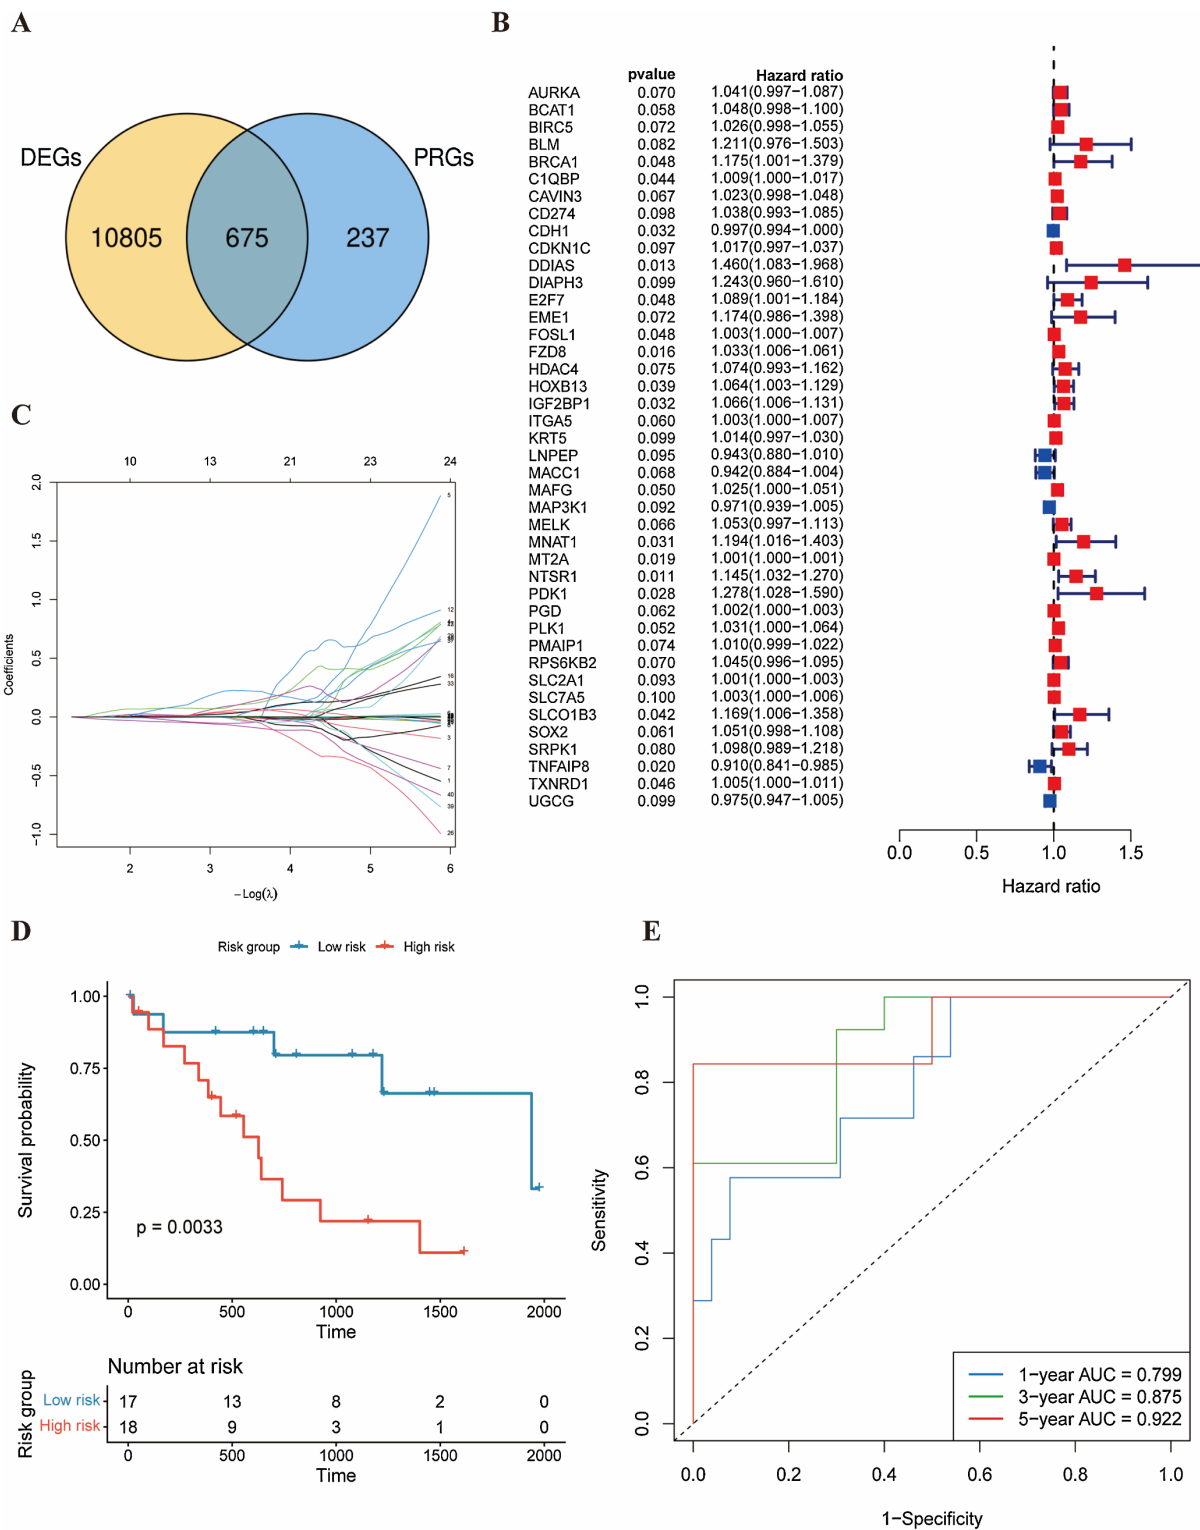 A
DEGs
PRGs
10805
675
237
B
pvalue Hazard ratio
AURKA 0.070 1.041(0.997−1.087)
BCAT1 0.058 1.048(0.998−1.100)
BIRC5 0.072 1.026(0.998−1.055)
BLM 0.082 1.211(0.976−1.503)
BRCA1 0.048 1.175(1.001−1.379)
C1QBP 0.044 1.009(1.000−1.017)
CAVIN3 0.067 1.023(0.998−1.048)
CD274 0.098 1.038(0.993−1.085)
CDH1 0.032 0.997(0.994−1.000)
CDKN1C 0.097 1.017(0.997−1.037)
DDIAS 0.013 1.460(1.083−1.968)
DIAPH3 0.099 1.243(0.960−1.610)
E2F7 0.048 1.089(1.001−1.184)
EME1 0.072 1.174(0.986−1.398)
FOSL1 0.048 1.003(1.000−1.007)
FZD8 0.016 1.033(1.006−1.061)
HDAC4 0.075 1.074(0.993−1.162)
HOXB13 0.039 1.064(1.003−1.129)
IGF2BP1 0.032 1.066(1.006−1.131)
ITGA5 0.060 1.003(1.000−1.007)
KRT5 0.099 1.014(0.997−1.030)
LNPEP 0.095 0.943(0.880−1.010)
MACC1 0.068 0.942(0.884−1.004)
MAFG 0.050 1.025(1.000−1.051)
MAP3K1 0.092 0.971(0.939−1.005)
MELK 0.066 1.053(0.997−1.113)
MNAT1 0.031 1.194(1.016−1.403)
MT2A 0.019 1.001(1.000−1.001)
NTSR1 0.011 1.145(1.032−1.270)
PDK1 0.028 1.278(1.028−1.590)
PGD 0.062 1.002(1.000−1.003)
PLK1 0.052 1.031(1.000−1.064)
PMAIP1 0.074 1.010(0.999−1.022)
RPS6KB2 0.070 1.045(0.996−1.095)
SLC2A1 0.093 1.001(1.000−1.003)
SLC7A5 0.100 1.003(1.000−1.006)
SLCO1B3 0.042 1.169(1.006−1.358)
SOX2 0.061 1.051(0.998−1.108)
SRPK1 0.080 1.098(0.989−1.218)
TNFAIP8 0.020 0.910(0.841−0.985)
TXNRD1 0.046 1.005(1.000−1.011)
UGCG 0.099 0.975(0.947−1.005)
0.0 0.5 1.0 1.5
Hazard ratio
C
10 13 21 23 24
2.0
1.5
1.0
0.5
0.0
−0.5
−1.0
Coefficients
5
12
16
33
3
7
1
40
39
26
2 3 4 5 6
−Log(λ)
D
Risk group Low risk High risk
1.00
0.75
0.50
0.25
0.00
Survival probability
p = 0.0033
0 500 1000 1500 2000
Time
Number at risk
Risk group
Low risk 17 13 8 2 0
High risk 18 9 3 1 0
0 500 1000 1500 2000
Time
E
1.0
0.8
0.6
0.4
0.2
0.0
Sensitivity
1−year AUC = 0.799
3−year AUC = 0.875
5−year AUC = 0.922
0.0 0.2 0.4 0.6 0.8 1.0
1−Specificity